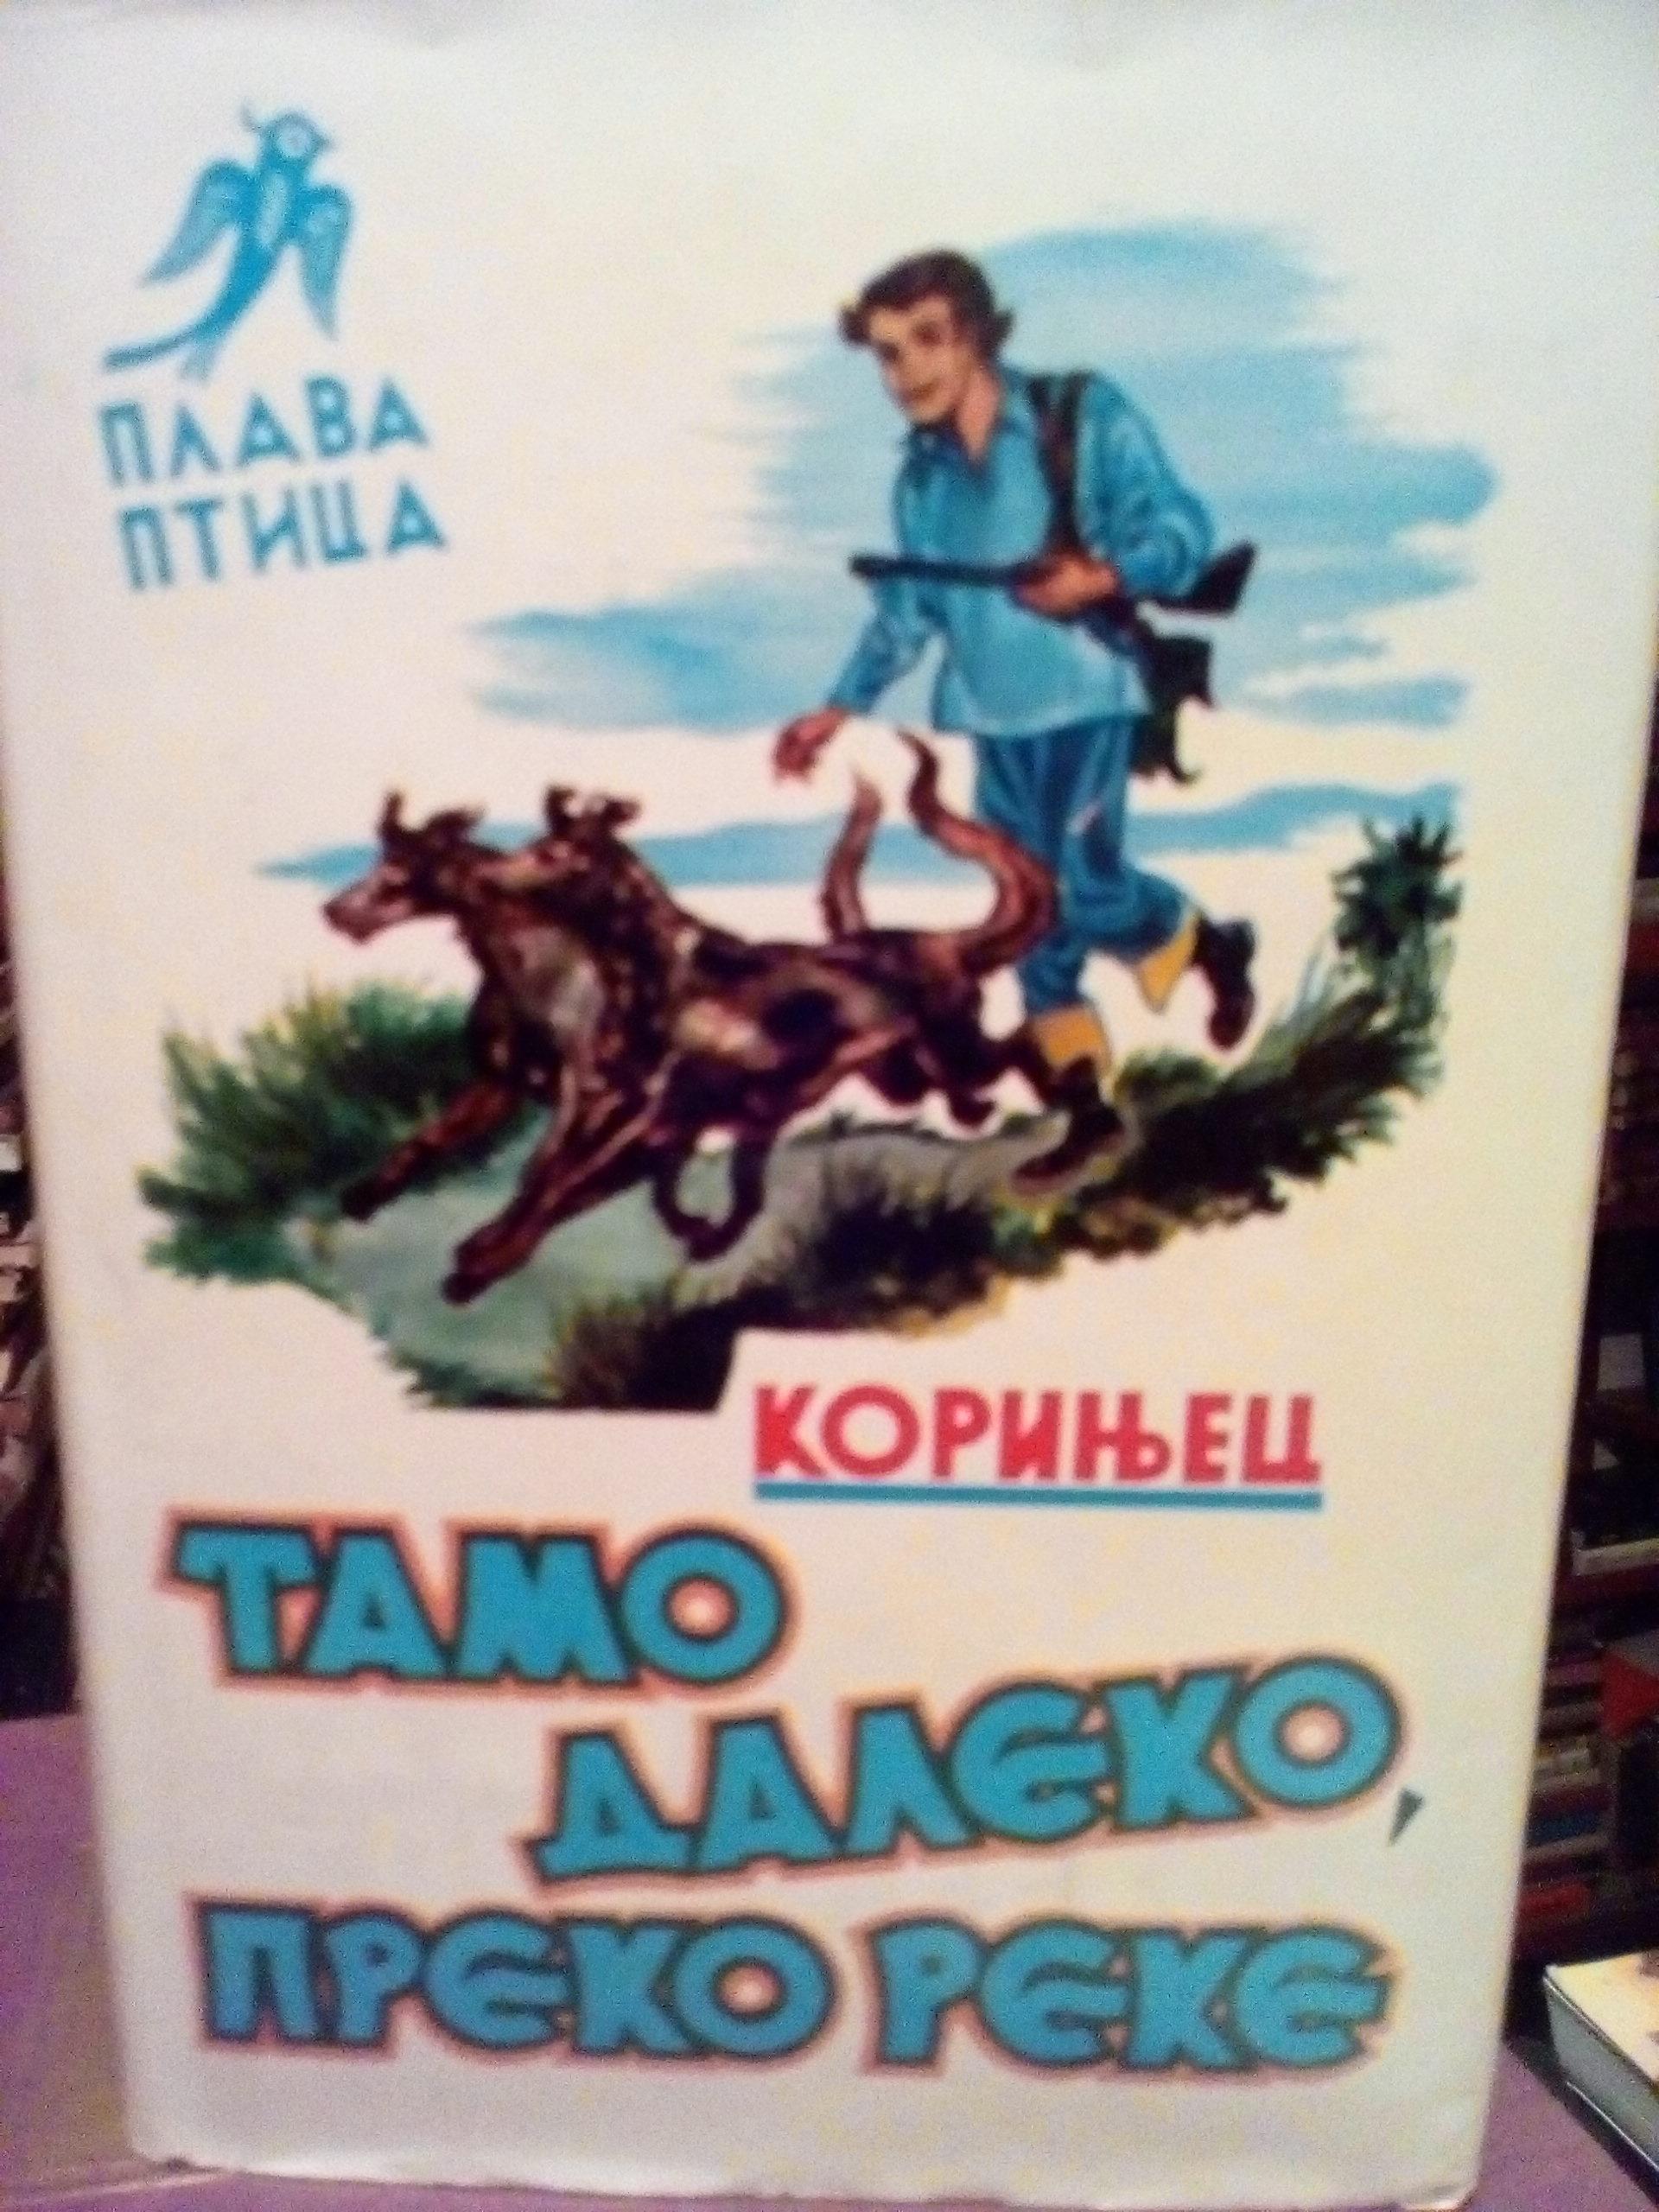 ПЛАВА
ПТИЦА
КОРИЊЕЦ
ТАМО
ДАЛЕКО,
ПРЕКО РЕКЕ